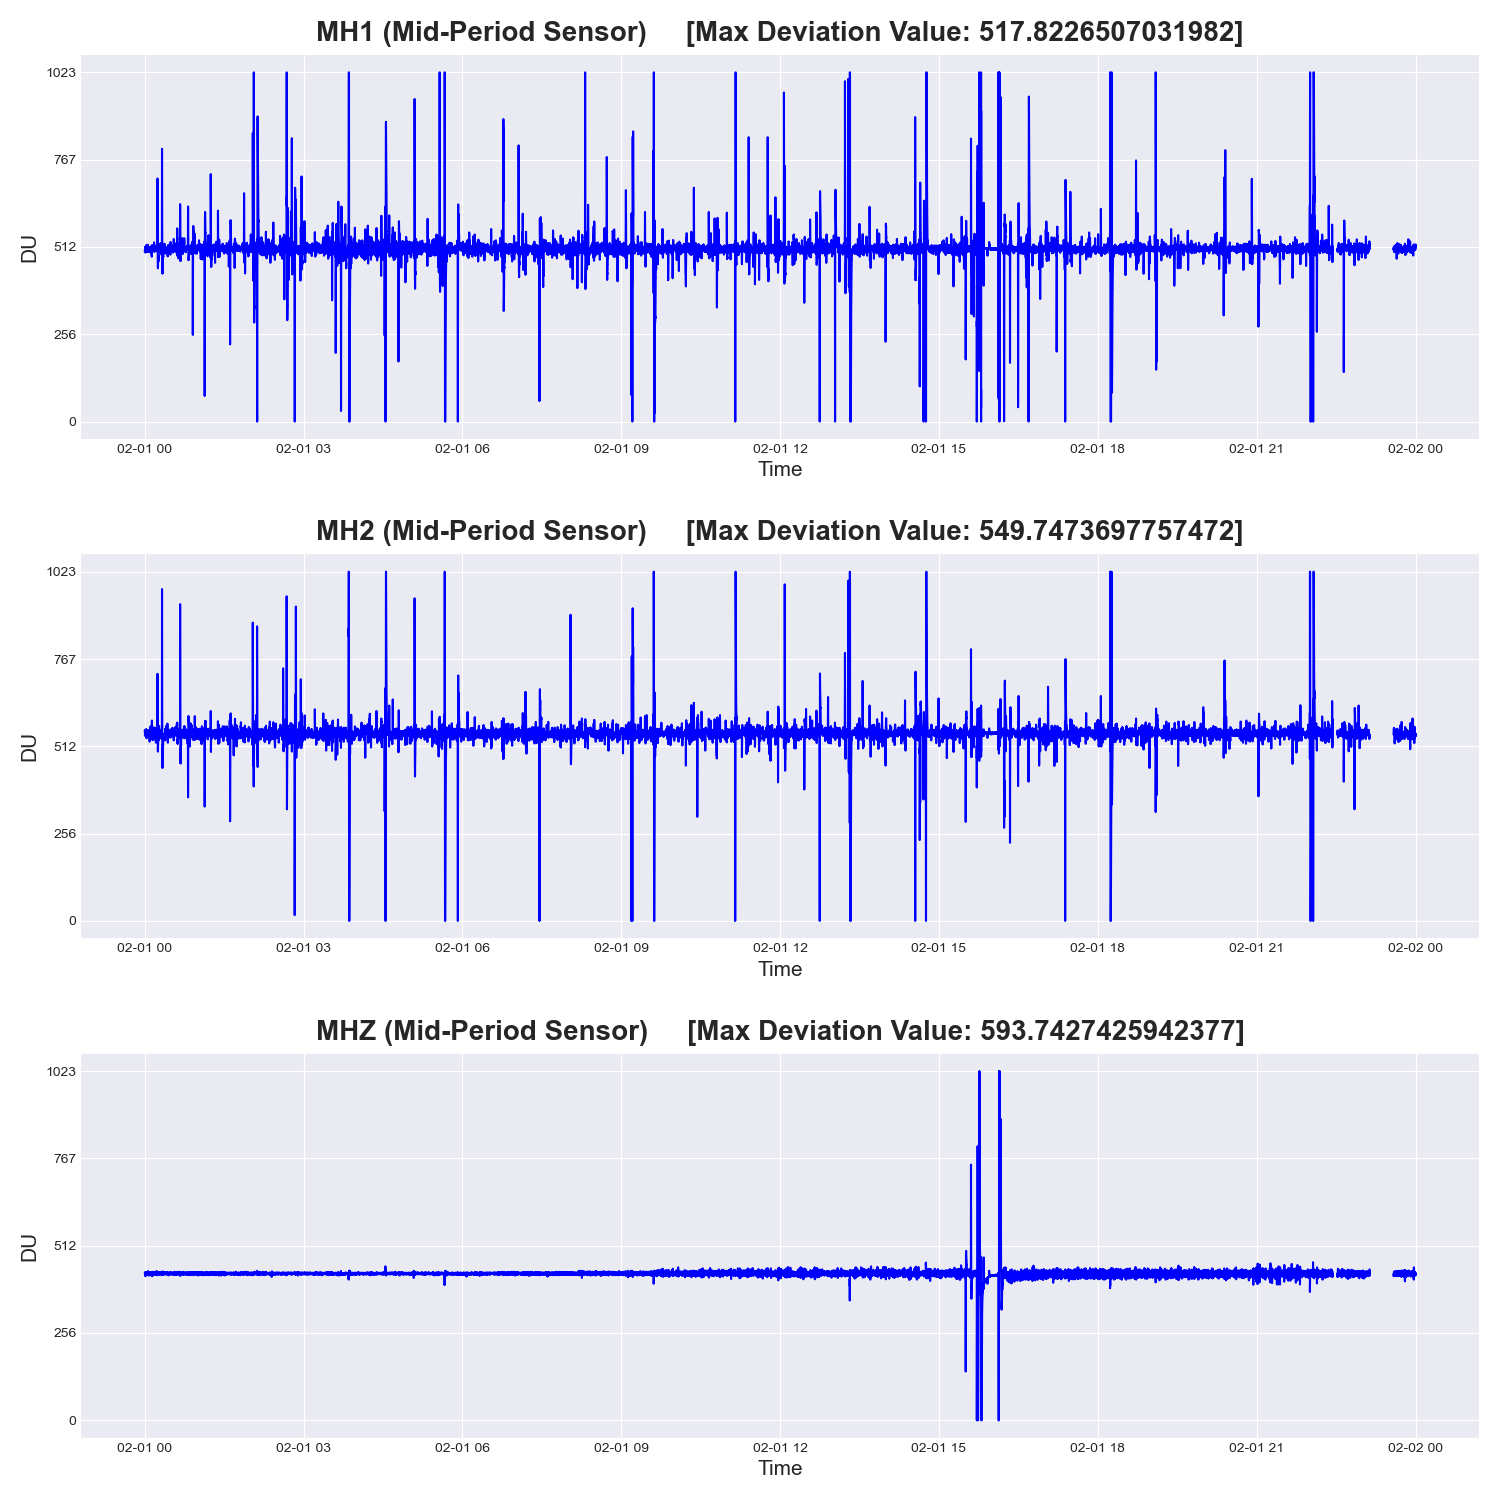 MH1 (Mid-Period Sensor) [Max Deviation Value: 517.8226507031982]
1023
767
512
256
0
DU
02-01 00 02-01 03 02-01 06 02-01 09 02-01 12 02-01 15 02-01 18 02-01 21 02-02 00
Time
MH2 (Mid-Period Sensor) [Max Deviation Value: 549.7473697757472]
1023
767
512
256
0
DU
02-01 00 02-01 03 02-01 06 02-01 09 02-01 12 02-01 15 02-01 18 02-01 21 02-02 00
Time
MHZ (Mid-Period Sensor) [Max Deviation Value: 593.7427425942377]
1023
767
512
256
0
DU
02-01 00 02-01 03 02-01 06 02-01 09 02-01 12 02-01 15 02-01 18 02-01 21 02-02 00
Time